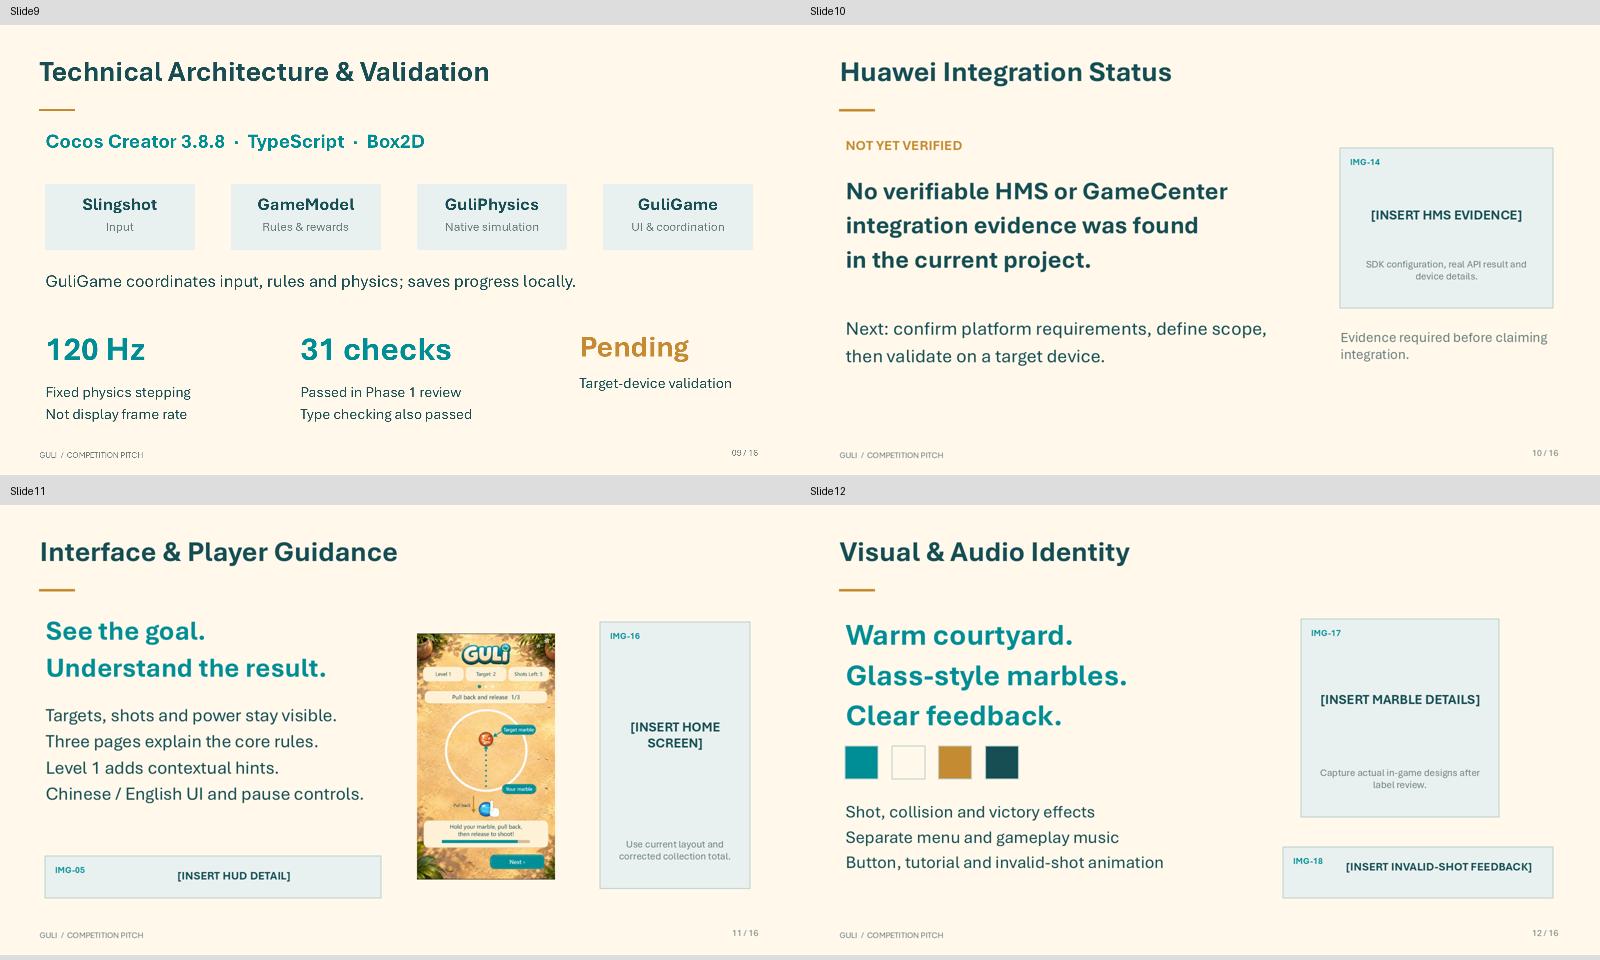 Slide9
Technical Architecture & Validation
Cocos Creator 3.8.8 · TypeScript · Box2D
Slingshot
Input
GameModel
Rules & rewards
GuliPhysics
Native simulation
GuliGame
UI & coordination
GuliGame coordinates input, rules and physics; saves progress locally.
120 Hz
Fixed physics stepping
Not display frame rate
31 checks
Passed in Phase 1 review
Type checking also passed
Pending
Target-device validation
GULI / COMPETITION PITCH
09 / 16
Slide10
Huawei Integration Status
NOT YET VERIFIED
No verifiable HMS or GameCenter
integration evidence was found
in the current project.
Next: confirm platform requirements, define scope,
then validate on a target device.
IMG-14
[INSERT HMS EVIDENCE]
SDK configuration, real API result and
device details.
Evidence required before claiming
integration.
GULI / COMPETITION PITCH
10 / 16
Slide11
Interface & Player Guidance
See the goal.
Understand the result.
Targets, shots and power stay visible.
Three pages explain the core rules.
Level 1 adds contextual hints.
Chinese / English UI and pause controls.
IMG-05
[INSERT HUD DETAIL]
GULi
Level 1
Target: 2
Shots Left: 5
Pull back and release 1/3
Target marble
Your marble
Pull back
Hold your marble, pull back,
then release to shoot!
Next ›
IMG-16
[INSERT HOME
SCREEN]
Use current layout and
corrected collection total.
GULI / COMPETITION PITCH
11 / 16
Slide12
Visual & Audio Identity
Warm courtyard.
Glass-style marbles.
Clear feedback.
Shot, collision and victory effects
Separate menu and gameplay music
Button, tutorial and invalid-shot animation
IMG-17
[INSERT MARBLE DETAILS]
Capture actual in-game designs after
label review.
IMG-18
[INSERT INVALID-SHOT FEEDBACK]
GULI / COMPETITION PITCH
12 / 16